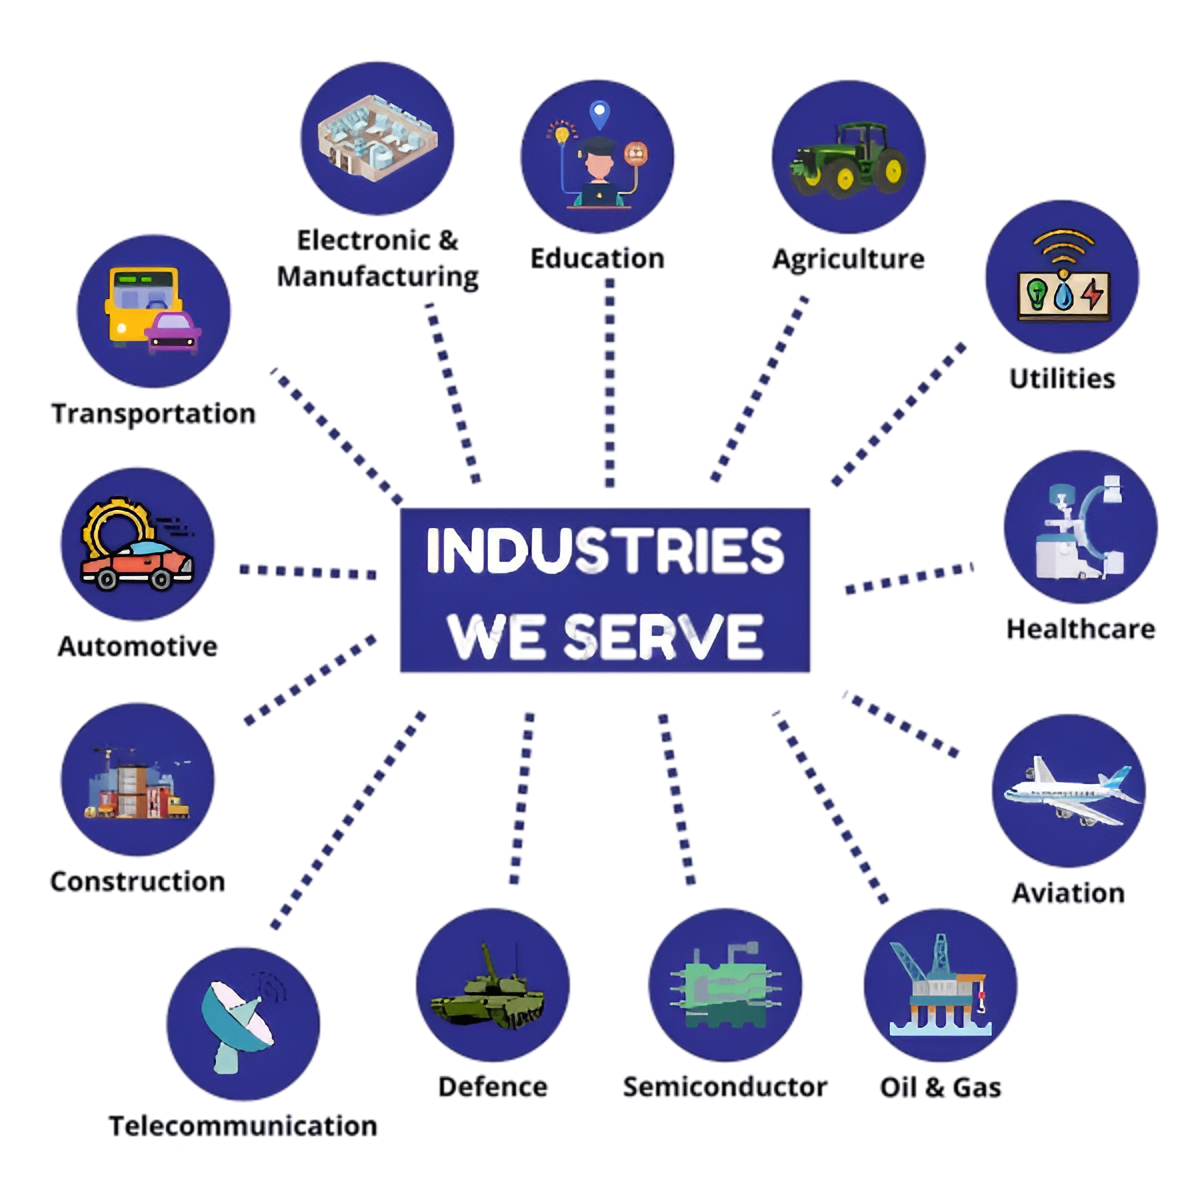 Electronic &
Manufacturing
Education
Agriculture
Utilities
Transportation
Automotive
INDUSTRIES
WE SERVE
Healthcare
Construction
Aviation
Telecommunication
Defence
Semiconductor
Oil & Gas